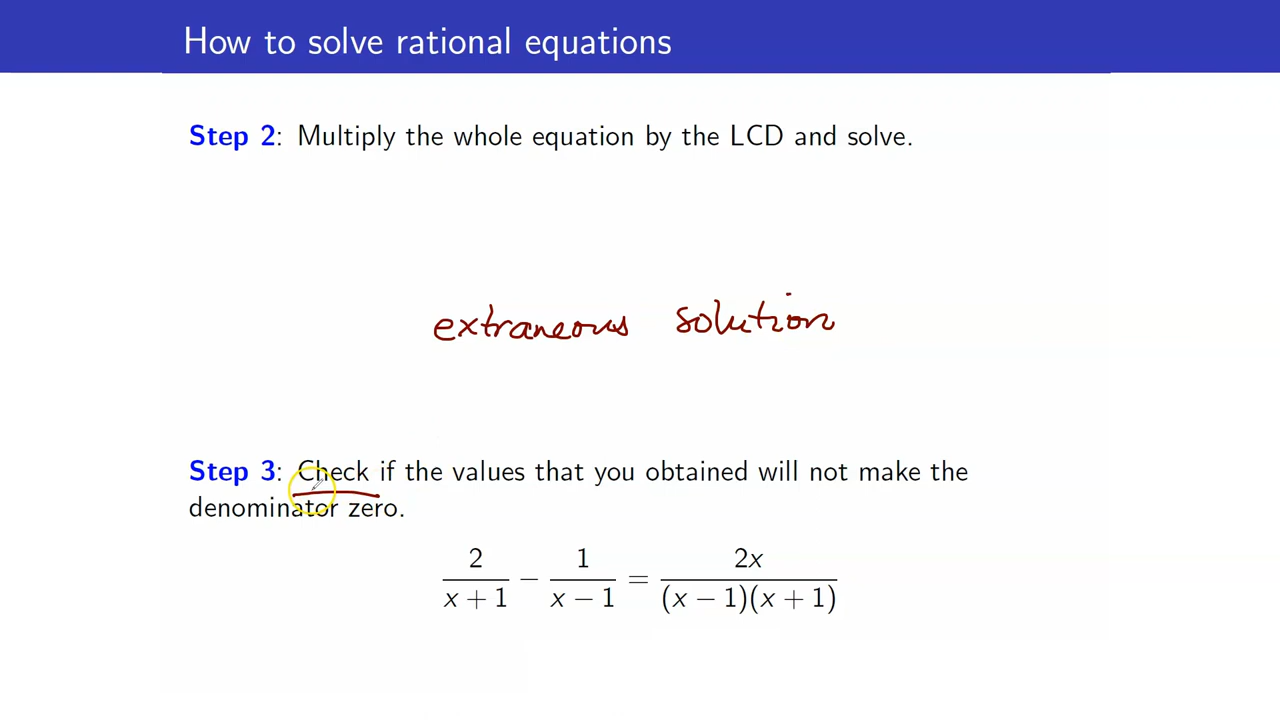 How to solve rational equations
Step 2: Multiply the whole equation by the LCD and solve.
extraneous solution
Step 3: Check if the values that you obtained will not make the
denominator zero.
2/(x + 1) − 1/(x − 1) = 2x/((x − 1)(x + 1))